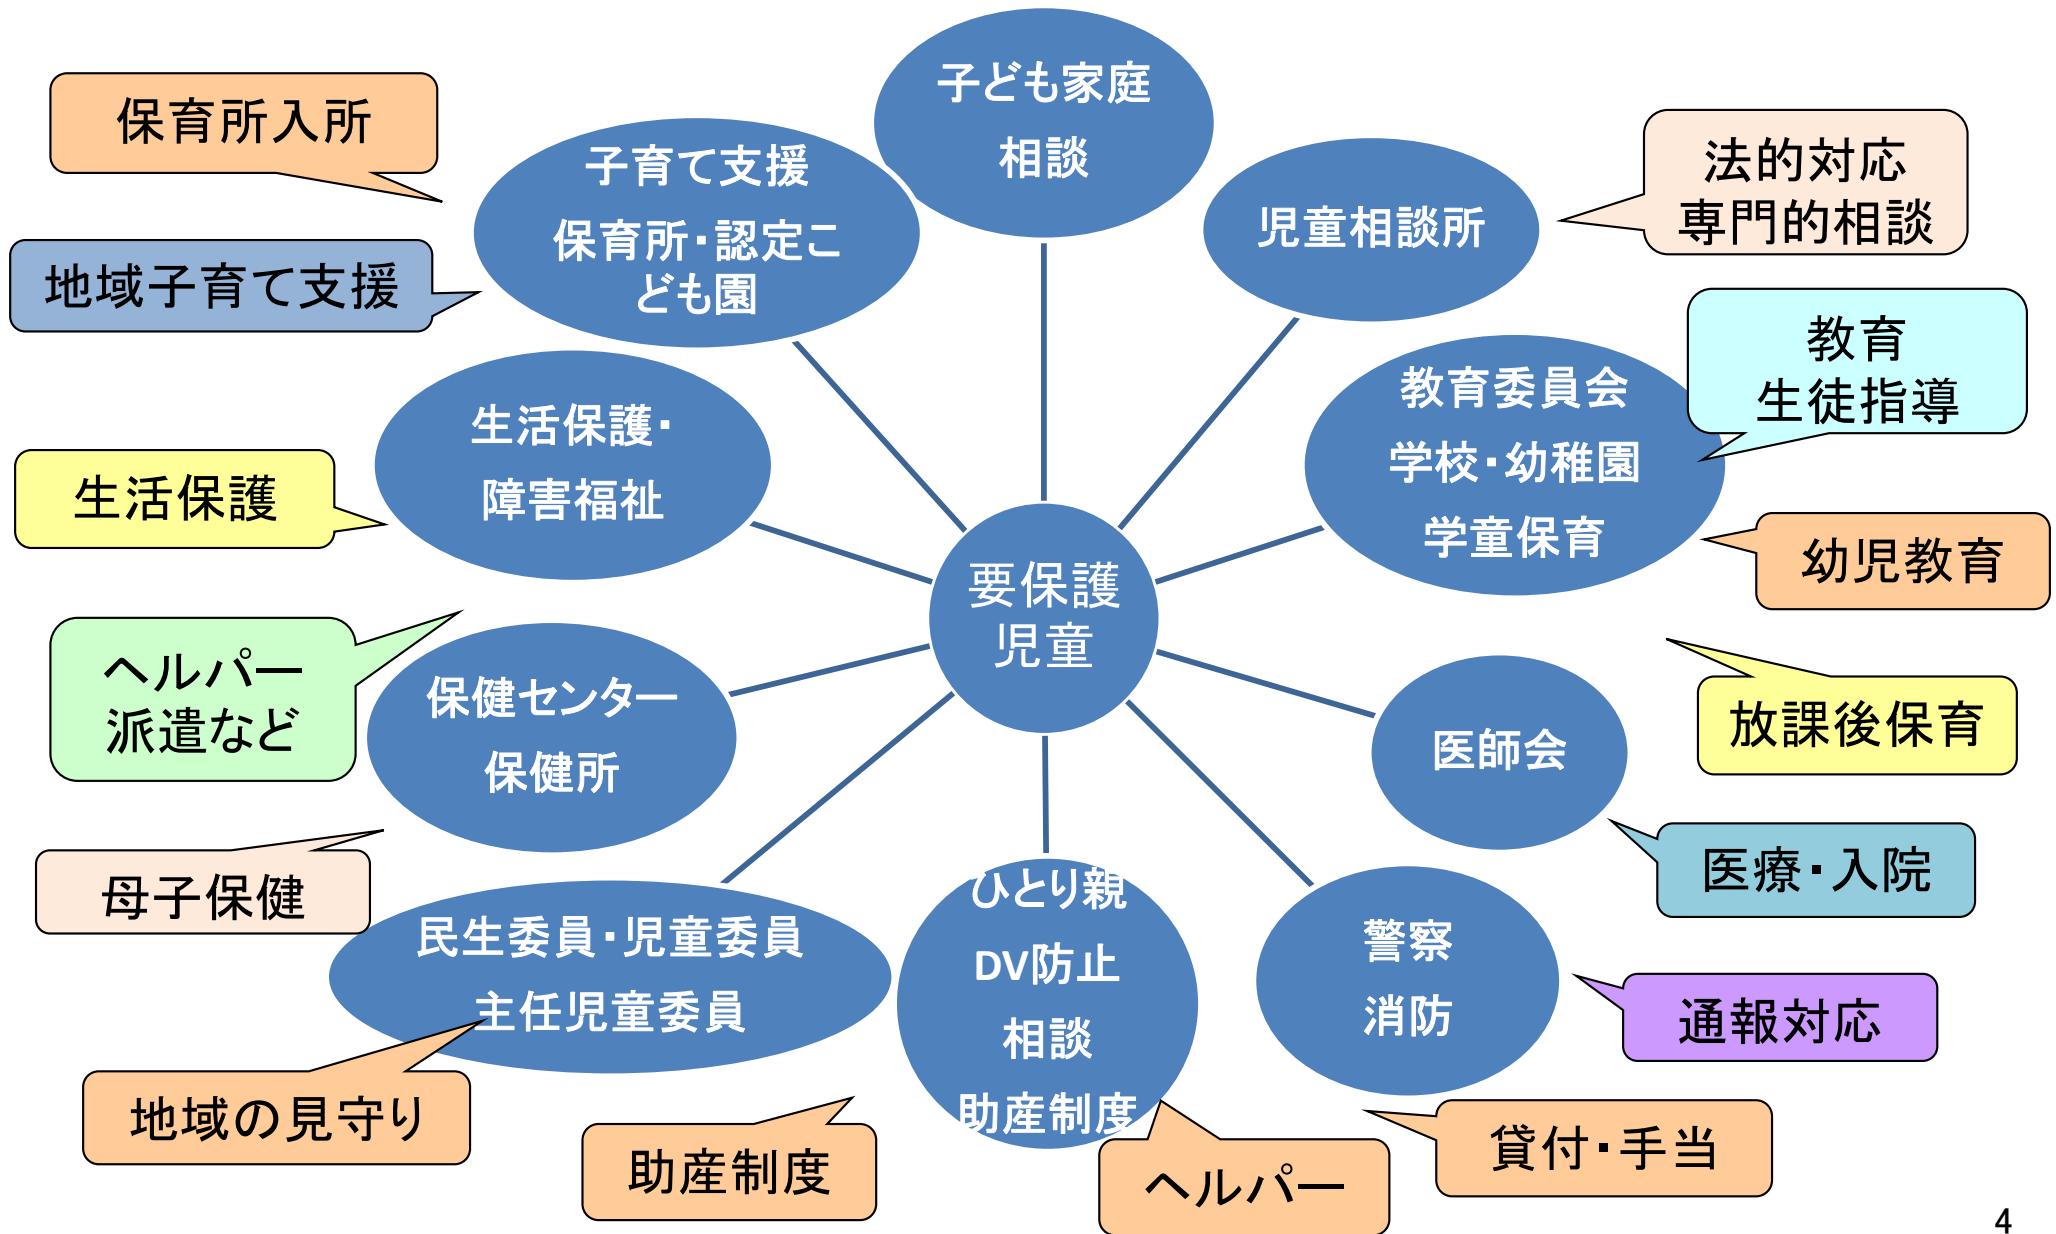 子ども家庭
相談
保育所入所
子育て支援
保育所・認定こ
ども園
児童相談所
法的対応
専門的相談
地域子育て支援
教育
生徒指導
生活保護・
障害福祉
教育委員会
学校・幼稚園
学童保育
生活保護
幼児教育
要保護
児童
ヘルパー
派遣など
保健センター
保健所
医師会
放課後保育
母子保健
医療・入院
民生委員・児童委員
主任児童委員
ひとり親
DV防止
相談
助産制度
警察
消防
通報対応
地域の見守り
助産制度
ヘルパー
貸付・手当
4